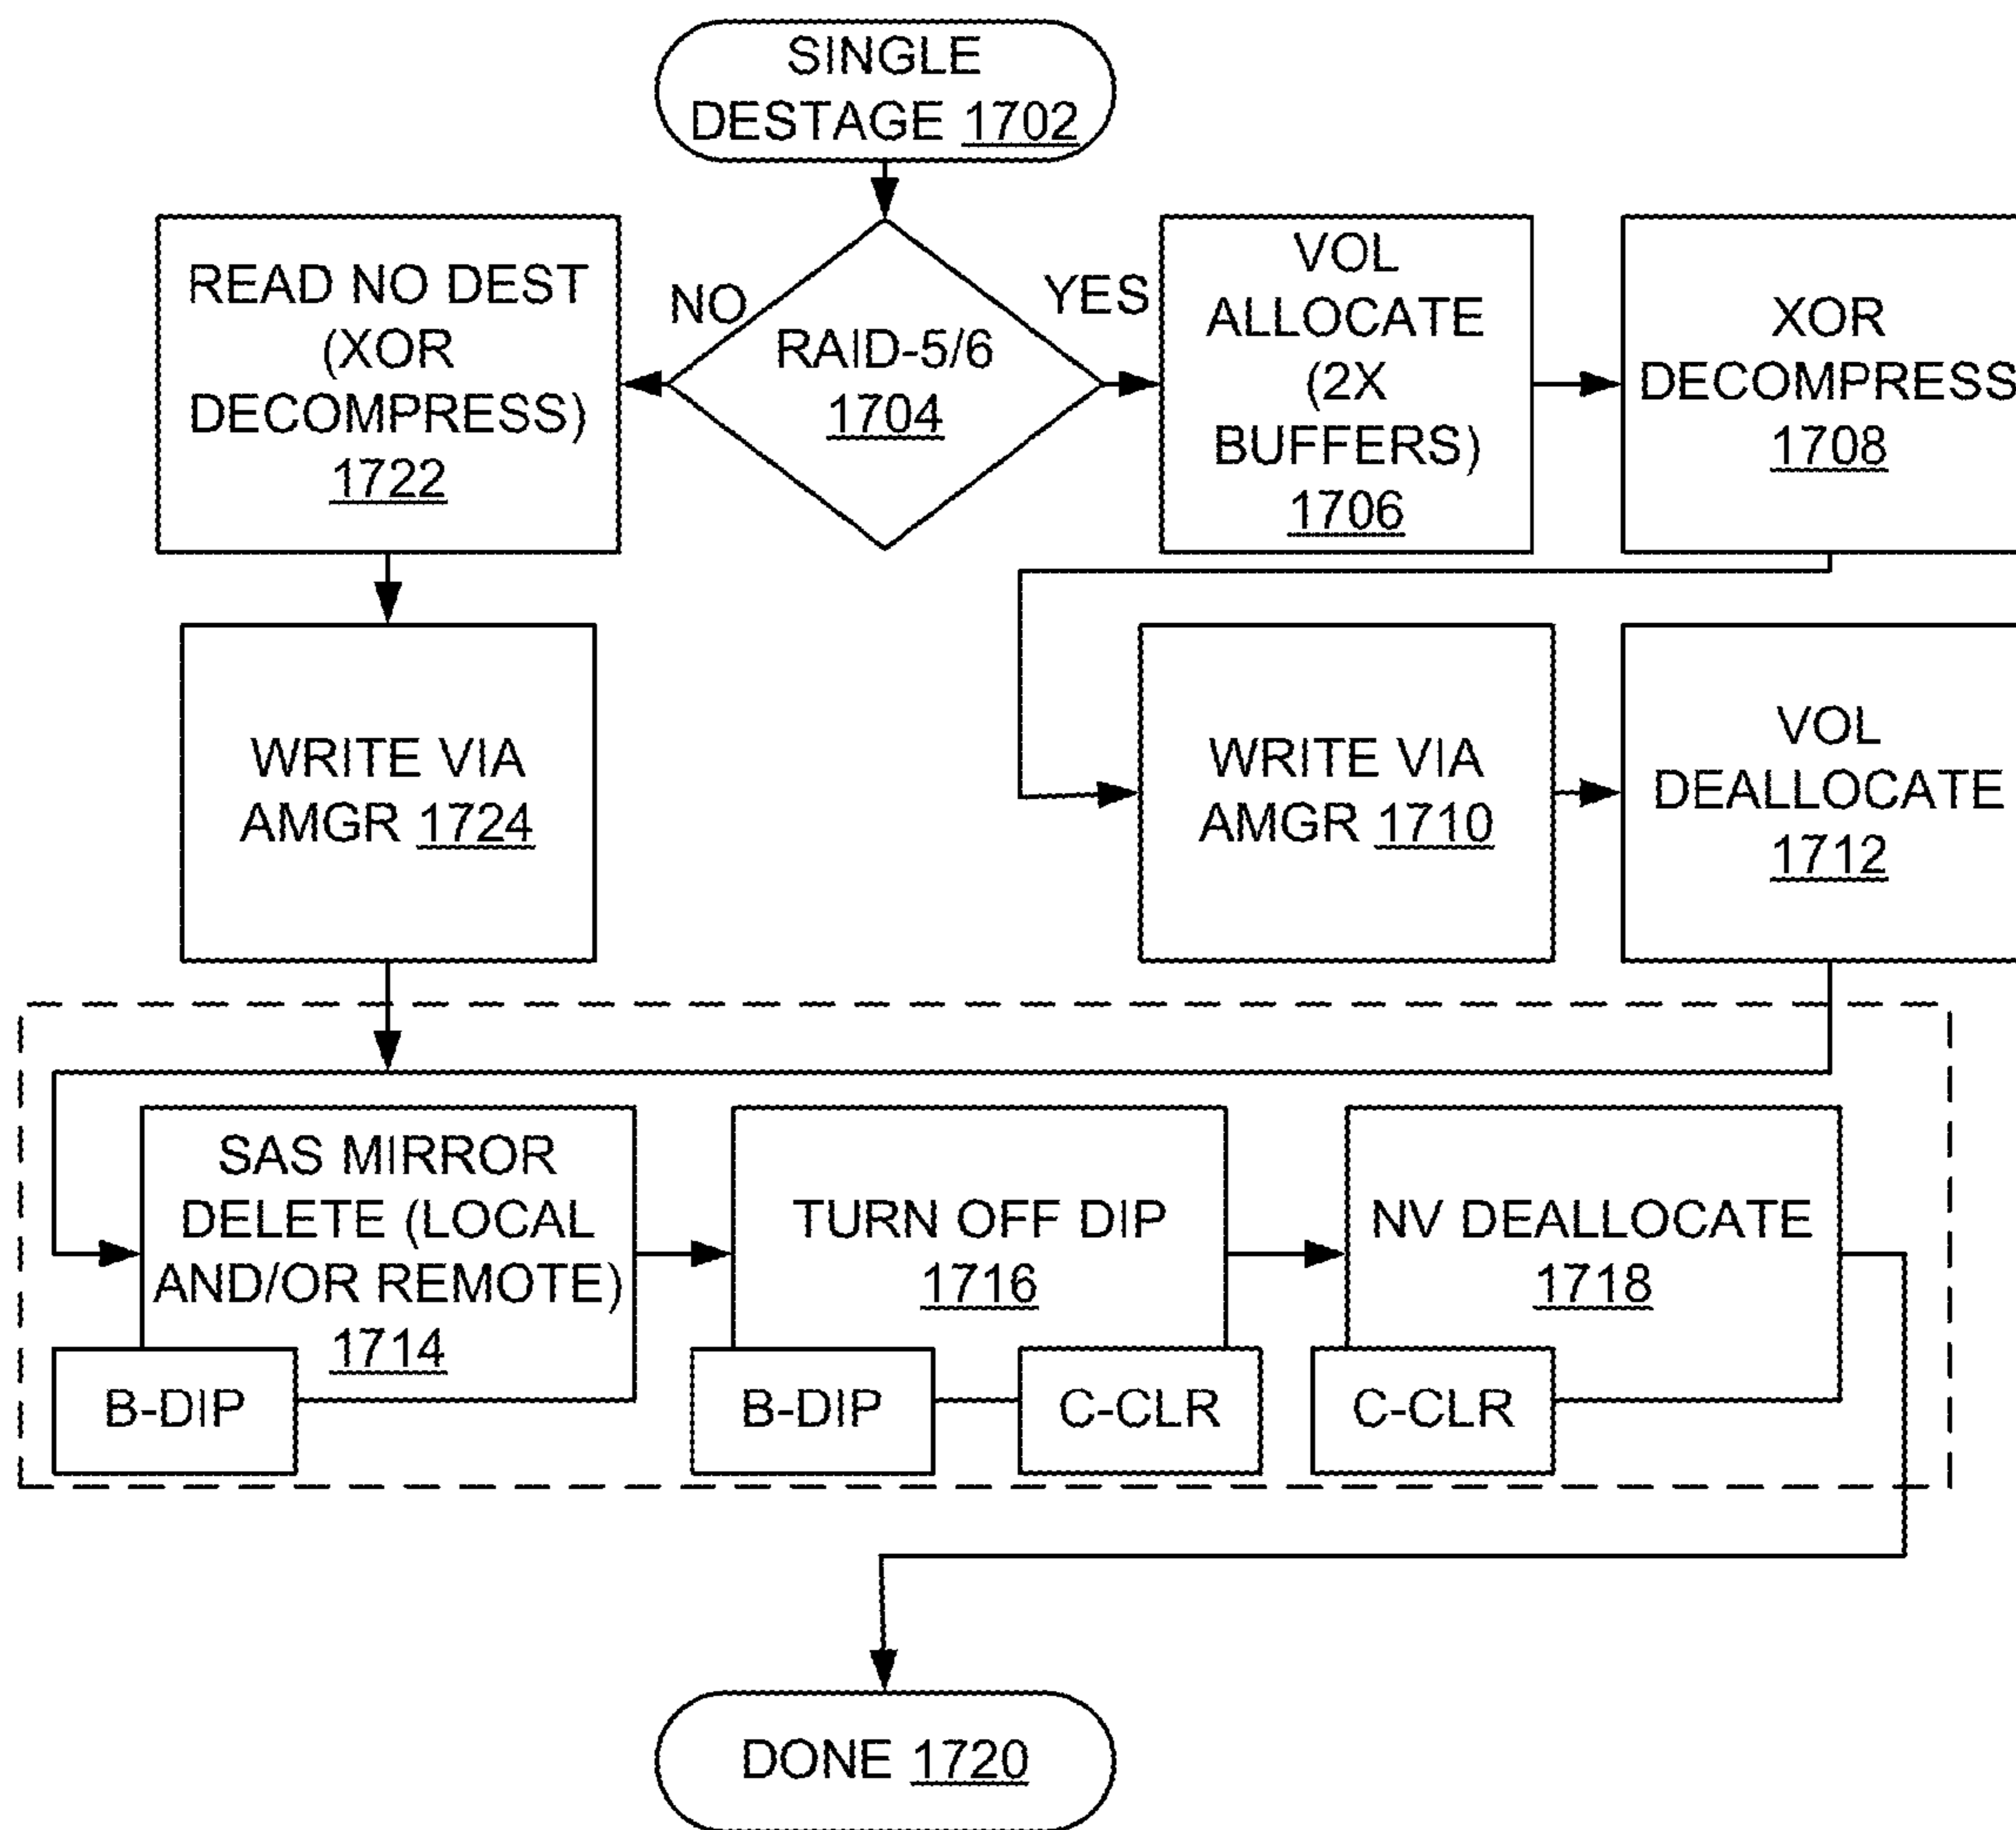 SINGLE
DESTAGE 1702
READ NO DEST
(XOR
DECOMPRESS)
1722
NO
RAID-5/6
1704
YES
VOL
ALLOCATE
(2X
BUFFERS)
1706
XOR
DECOMPRESS
1708
WRITE VIA
AMGR 1724
WRITE VIA
AMGR 1710
VOL
DEALLOCATE
1712
SAS MIRROR
DELETE (LOCAL
AND/OR REMOTE)
1714
B-DIP
TURN OFF DIP
1716
B-DIP
C-CLR
NV DEALLOCATE
1718
C-CLR
DONE 1720